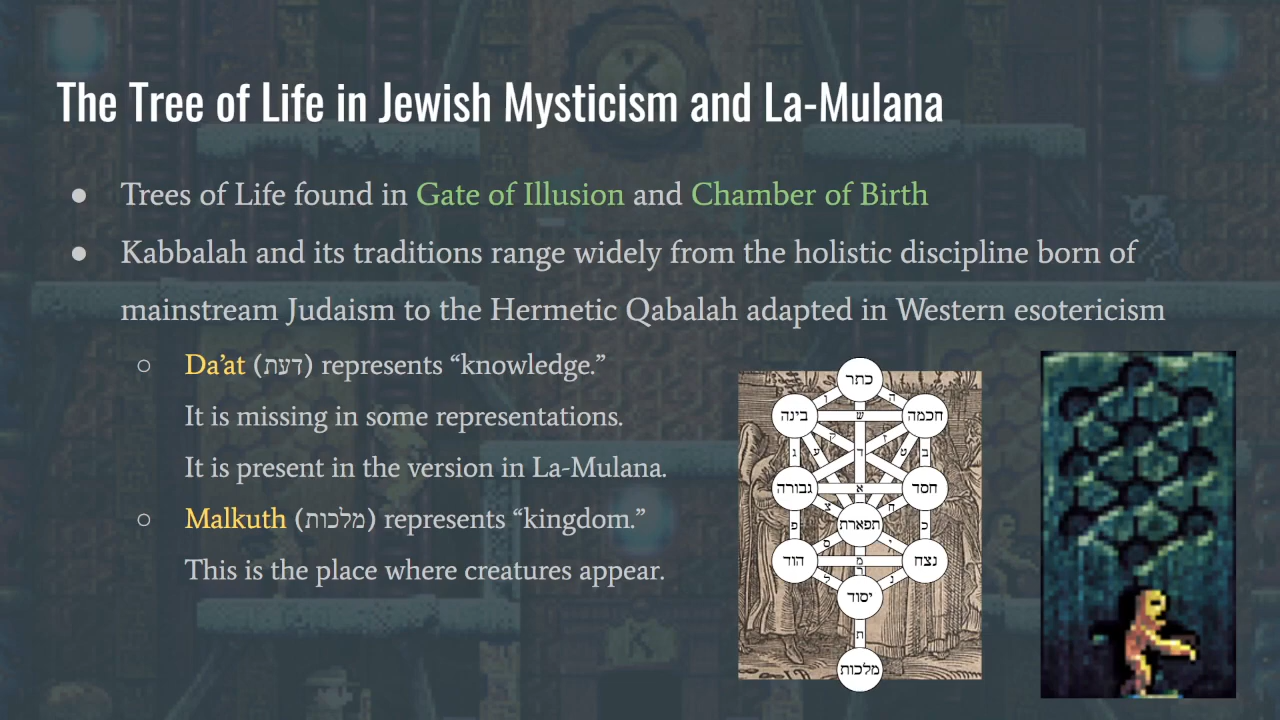 The Tree of Life in Jewish Mysticism and La-Mulana
● Trees of Life found in Gate of Illusion and Chamber of Birth
● Kabbalah and its traditions range widely from the holistic discipline born of
mainstream Judaism to the Hermetic Qabalah adapted in Western esotericism
○ Da’at (דעת) represents “knowledge.”
It is missing in some representations.
It is present in the version in La-Mulana.
○ Malkuth (מלכות) represents “kingdom.”
This is the place where creatures appear.
כתר
ה ו
חכמה ש בינה
ז ק
ב ט ד ע ג
חסד א גבורה
ח צ
תפארת
כ פ
י ס
נצח מ הוד
ר
נ ל
יסוד
ת
מלכות